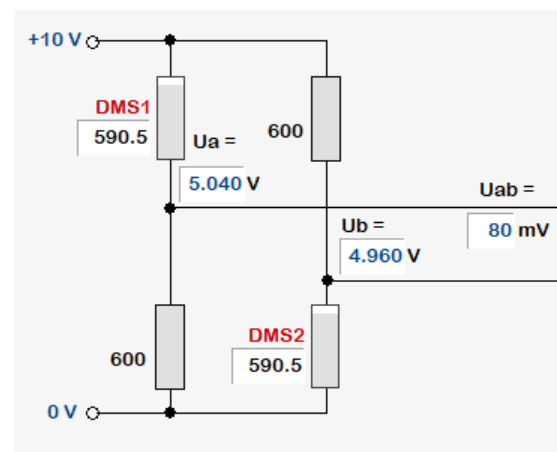 +10 V
DMS1
590.5
600
Ua =
5.040 V
Uab =
80 mV
Ub =
4.960 V
600
DMS2
590.5
0 V